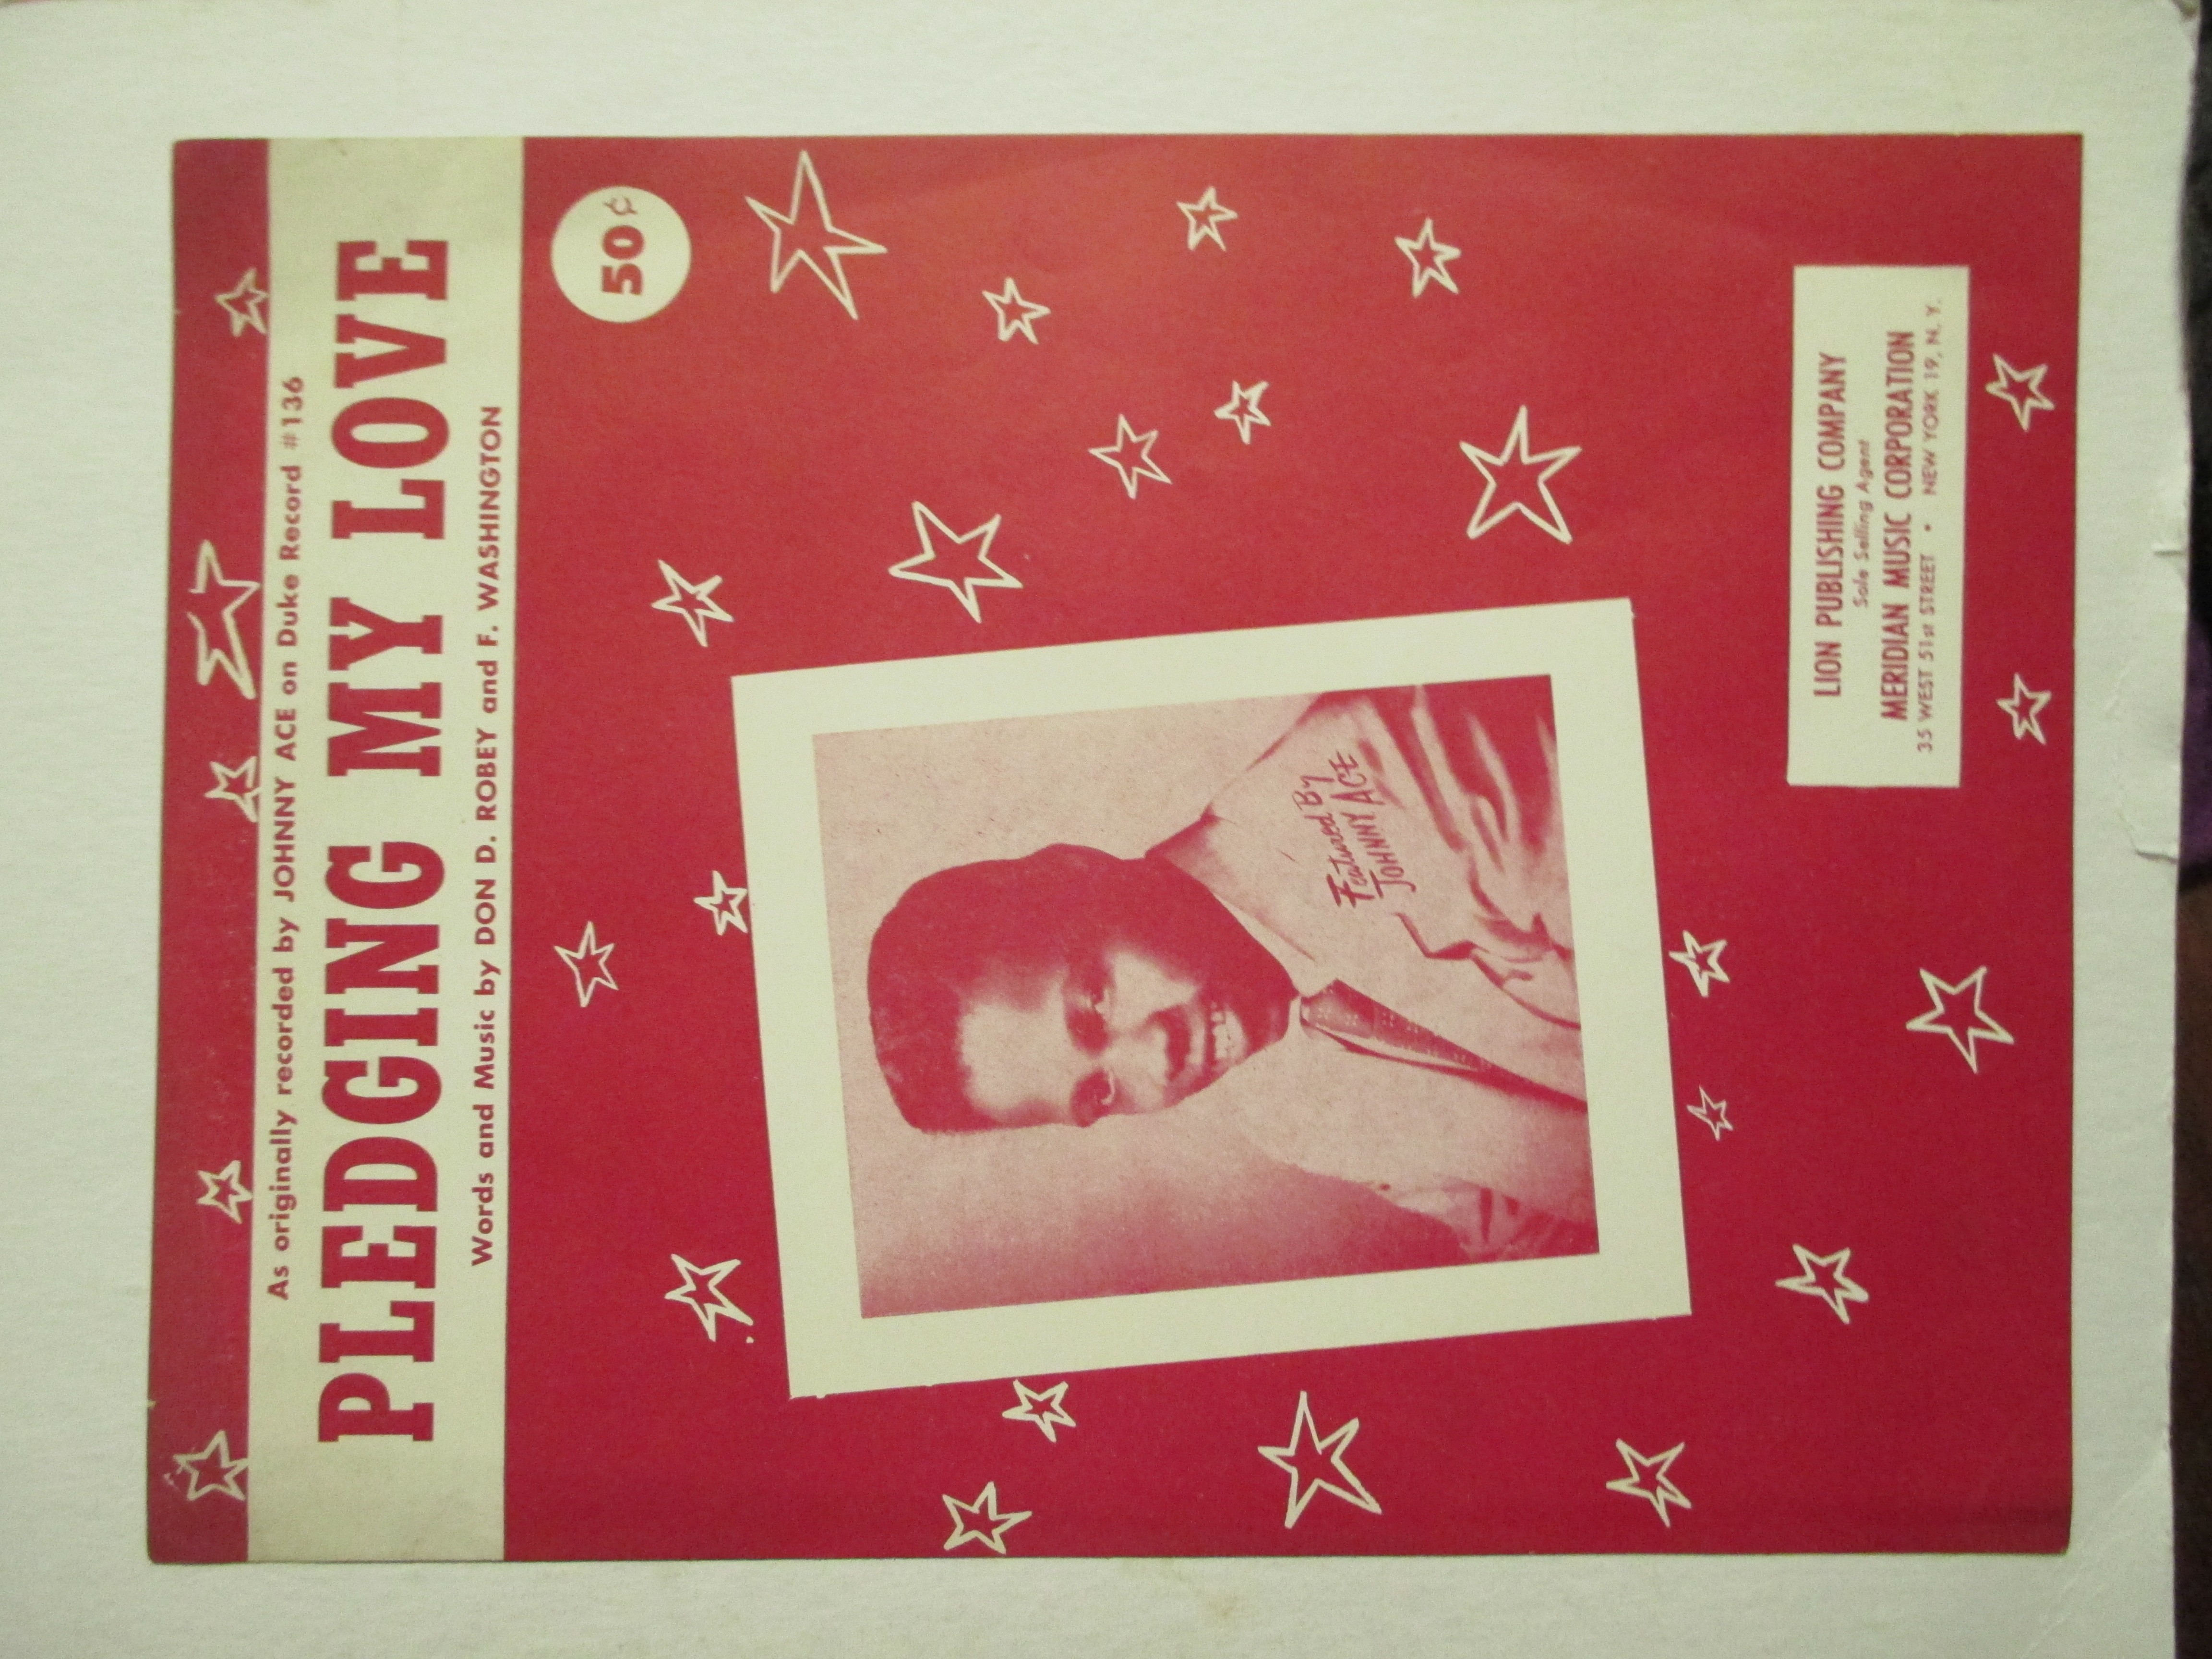 As originally recorded by JOHNNY ACE on Duke Record #136
PLEDGING MY LOVE
Words and Music by DON D. ROBEY and F. WASHINGTON
50¢
Featured By
JOHNNY ACE
LION PUBLISHING COMPANY
Sole Selling Agent
MERIDIAN MUSIC CORPORATION
35 WEST 51st STREET • NEW YORK 19, N. Y.